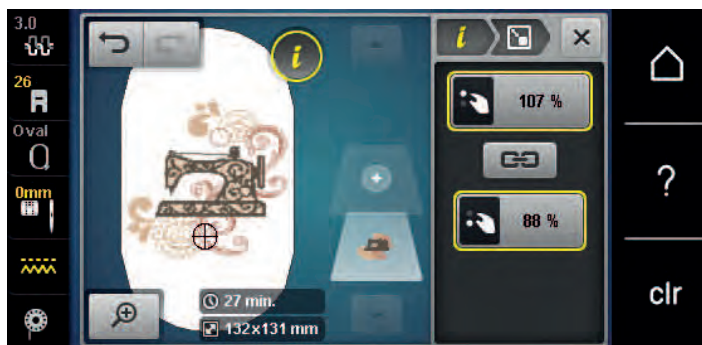 3.0
26
Oval
0mm
i
27 min.
132x131 mm
i
107 %
88 %
?
clr